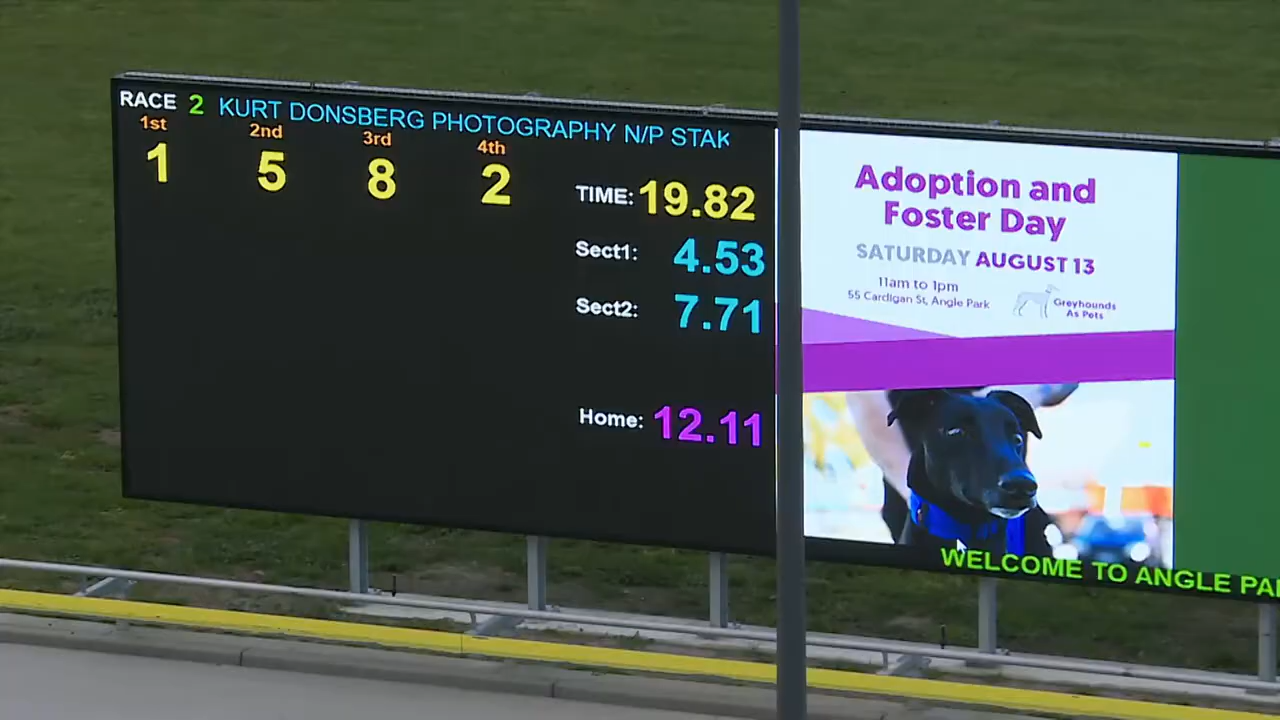 RACE 2 KURT DONSBERG PHOTOGRAPHY N/P STAK
1st 2nd 3rd 4th
1 5 8 2
TIME: 19.82
Sect1: 4.53
Sect2: 7.71
Home: 12.11
Adoption and
Foster Day
SATURDAY AUGUST 13
11am to 1pm
55 Cardigan St, Angle Park
Greyhounds
As Pets
WELCOME TO ANGLE PA